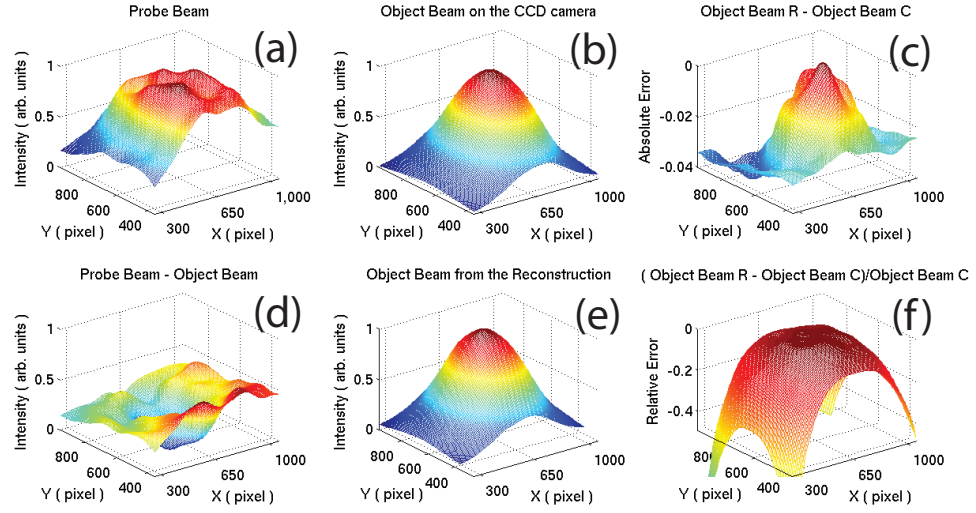 Probe Beam
(a)
Intensity ( arb. units )
1
0.5
0
800
600
400
Y ( pixel )
300
650
1,000
X ( pixel )
Object Beam on the CCD camera
(b)
Intensity ( arb. units )
1
0.5
0
800
600
400
Y ( pixel )
300
650
1000
X ( pixel )
Object Beam R - Object Beam C
(c)
Absolute Error
0
-0.02
-0.04
800
600
400
Y ( pixel )
300
650
1000
X ( pixel )
Probe Beam - Object Beam
(d)
Intensity ( arb. units )
1
0.5
0
800
600
400
Y ( pixel )
300
650
1000
X ( pixel )
Object Beam from the Reconstruction
(e)
Intensity ( arb. units )
1
0.5
0
800
600
400
Y ( pixel )
300
650
1000
X ( pixel )
( Object Beam R - Object Beam C)/Object Beam C
(f)
Relative Error
0
-0.2
-0.4
800
600
400
Y ( pixel )
300
650
1000
X ( pixel )